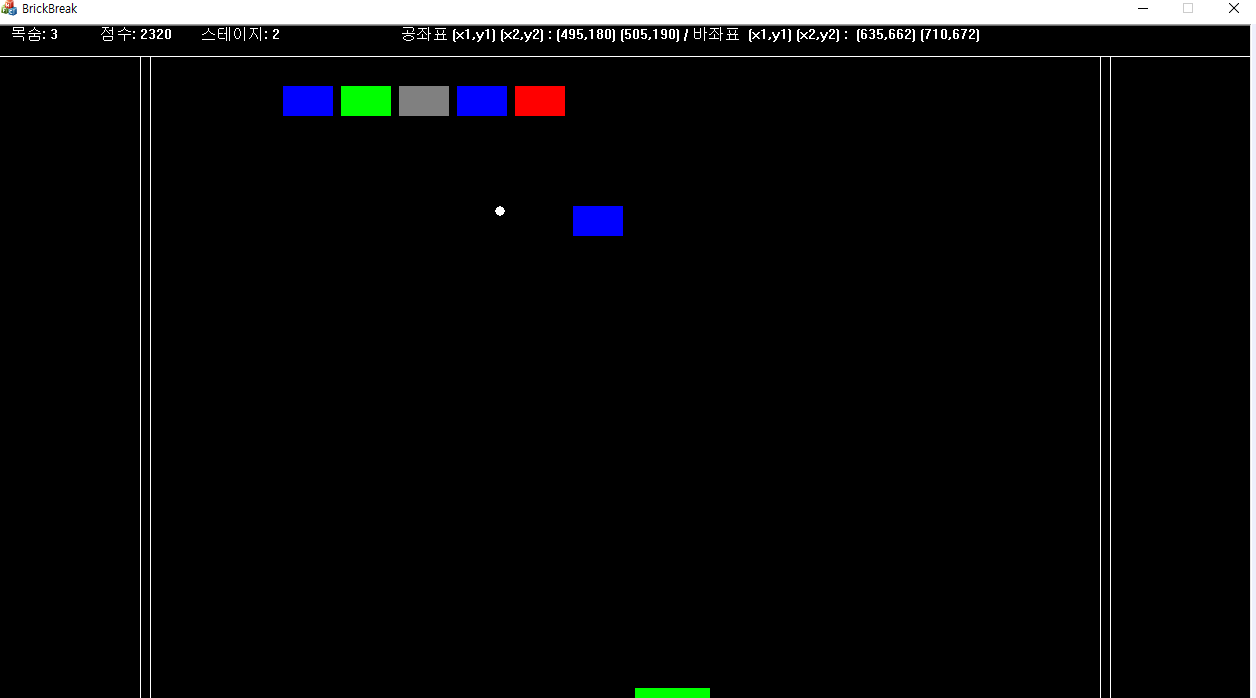 BrickBreak
목숨: 3 점수: 2320 스테이지: 2 공좌표 (x1,y1) (x2,y2) : (495,180) (505,190) / 바좌표 (x1,y1) (x2,y2) : (635,662) (710,672)